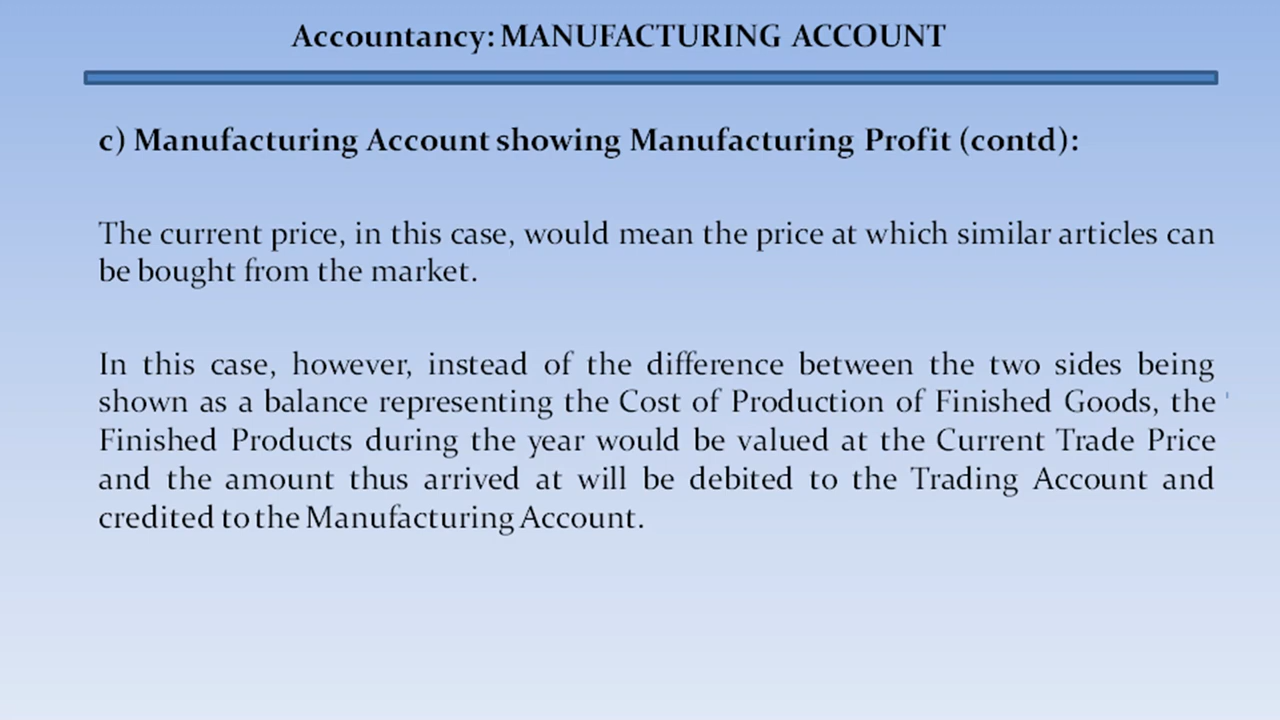 Accountancy: MANUFACTURING ACCOUNT
c) Manufacturing Account showing Manufacturing Profit (contd):
The current price, in this case, would mean the price at which similar articles can
be bought from the market.
In this case, however, instead of the difference between the two sides being
shown as a balance representing the Cost of Production of Finished Goods, the
Finished Products during the year would be valued at the Current Trade Price
and the amount thus arrived at will be debited to the Trading Account and
credited to the Manufacturing Account.